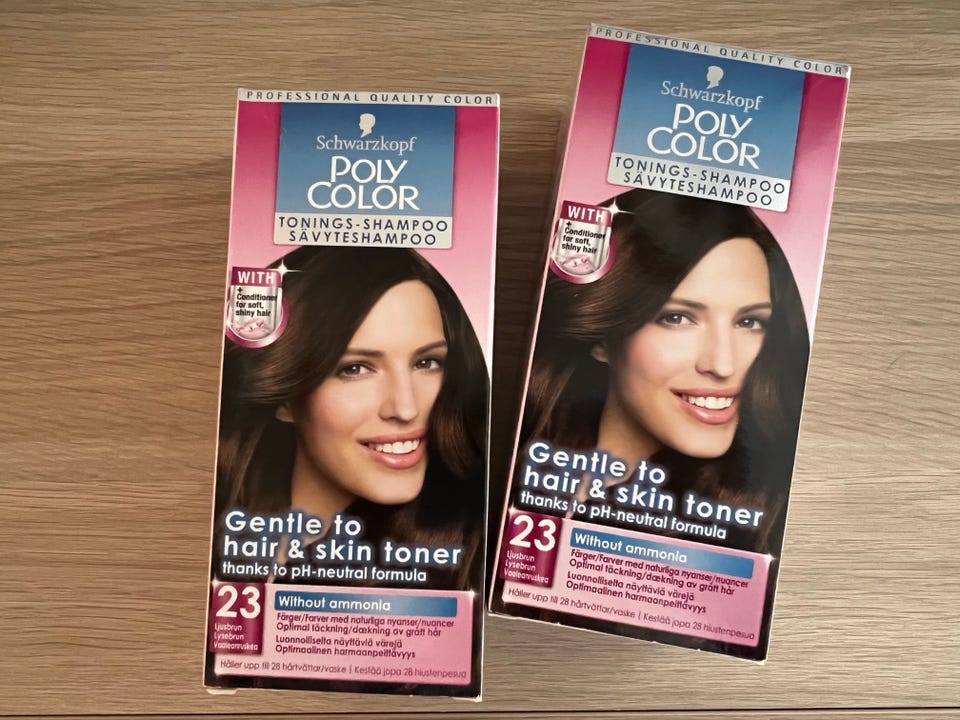 PROFESSIONAL QUALITY COLOR
Schwarzkopf
POLY
COLOR
TONINGS-SHAMPOO
SÄVYTESHAMPOO
WITH
+
Conditioner
for soft,
shiny hair
Gentle to
hair & skin toner
thanks to pH-neutral formula
23
Ljusbrun
Lysebrun
Vaaleanruskea
Without ammonia
Färger/Farver med naturliga nyanser/nuancer
Optimal täckning/dækning av grått hår
Luonnollisella näyttäviä värejä
Optimaalinen harmaanpeittävyys
Håller upp till 28 hårtvättar/vaske | Kestää jopa 28 hiustenpesua
PROFESSIONAL QUALITY COLOR
Schwarzkopf
POLY
COLOR
TONINGS-SHAMPOO
SÄVYTESHAMPOO
WITH
+
Conditioner
for soft,
shiny hair
Gentle to
hair & skin toner
thanks to pH-neutral formula
23
Ljusbrun
Lysebrun
Vaaleanruskea
Without ammonia
Färger/Farver med naturliga nyanser/nuancer
Optimal täckning/dækning av grått hår
Luonnollisella näyttäviä värejä
Optimaalinen harmaanpeittävyys
Håller upp till 28 hårtvättar/vaske | Kestää jopa 28 hiustenpesua